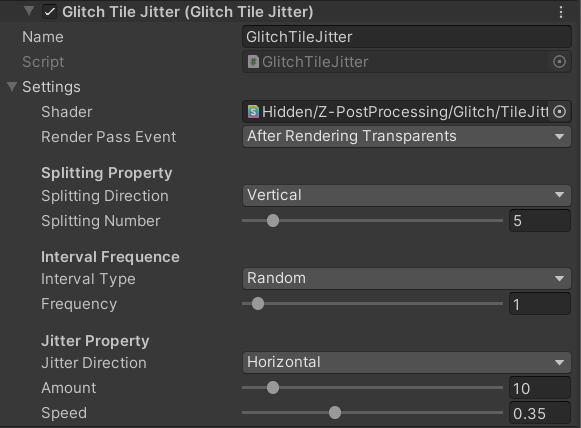 Glitch Tile Jitter (Glitch Tile Jitter)
Name GlitchTileJitter
Script GlitchTileJitter
Settings
Shader Hidden/Z-PostProcessing/Glitch/TileJitt
Render Pass Event After Rendering Transparents
Splitting Property
Splitting Direction Vertical
Splitting Number 5
Interval Frequence
Interval Type Random
Frequency 1
Jitter Property
Jitter Direction Horizontal
Amount 10
Speed 0.35